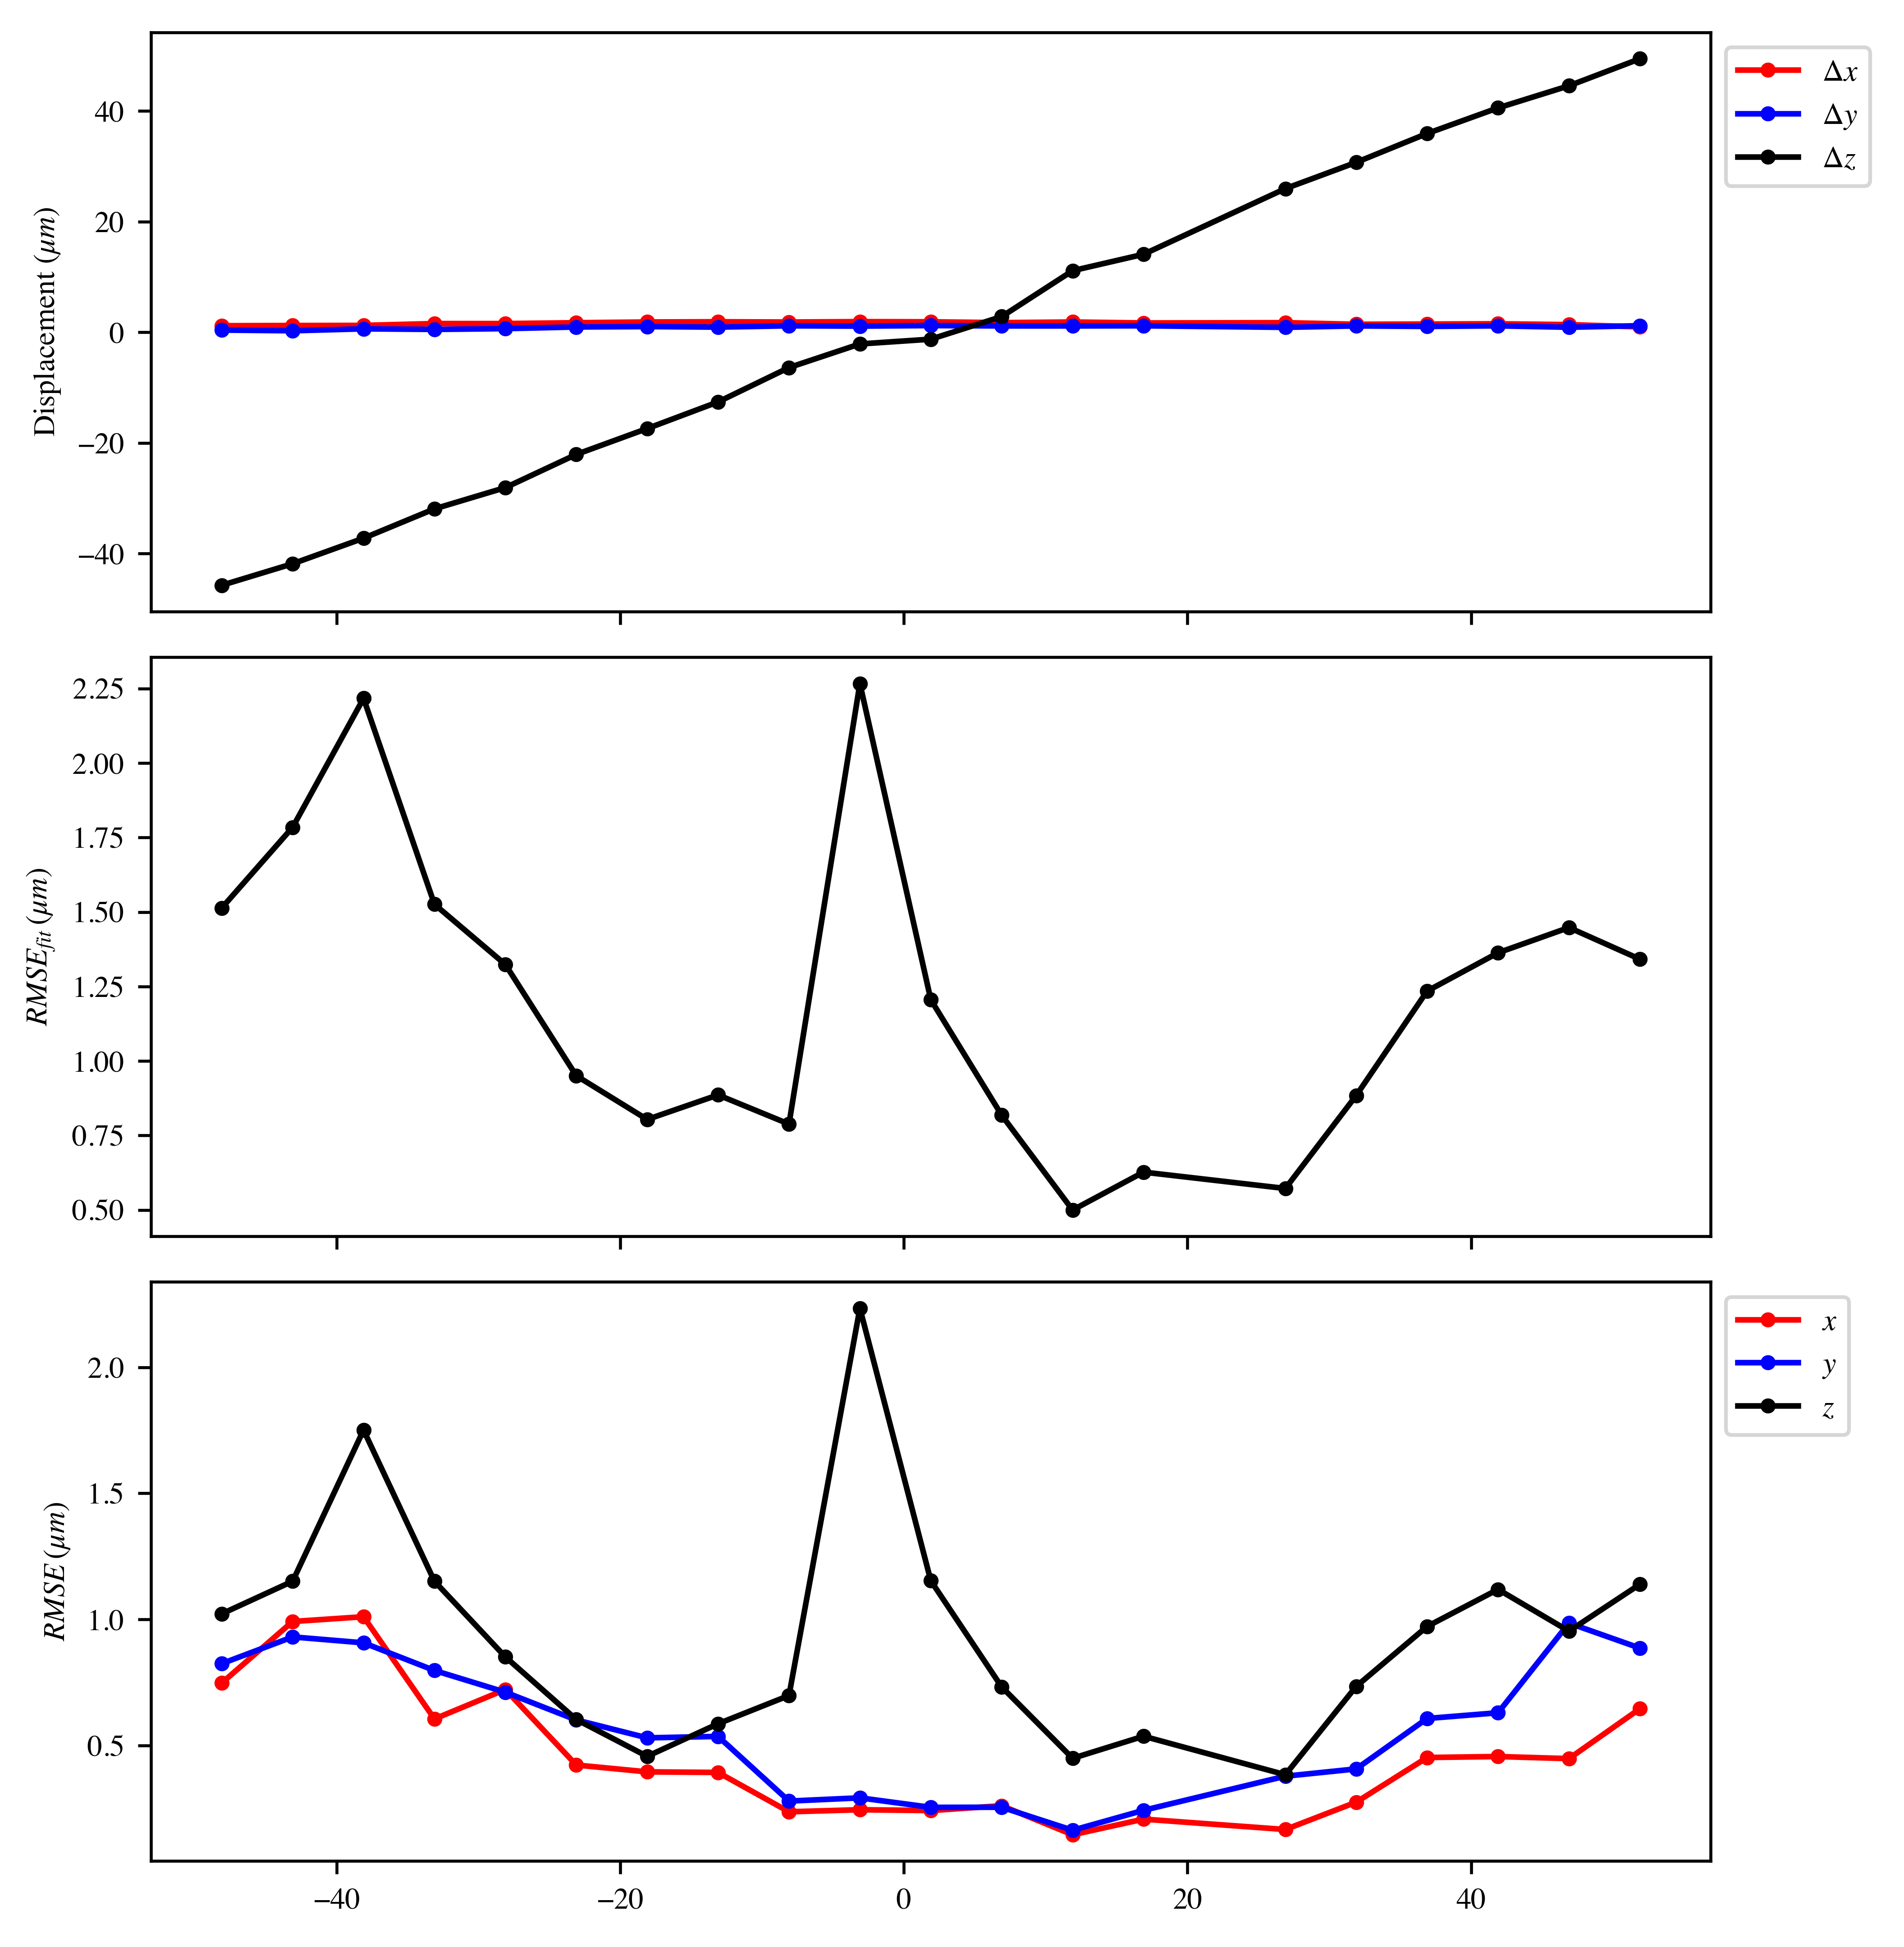 Displacement (μm)
40
20
0
−20
−40
Δx
Δy
Δz
RMSE_fit (μm)
2.25
2.00
1.75
1.50
1.25
1.00
0.75
0.50
RMSE (μm)
2.0
1.5
1.0
0.5
x
y
z
−40 −20 0 20 40